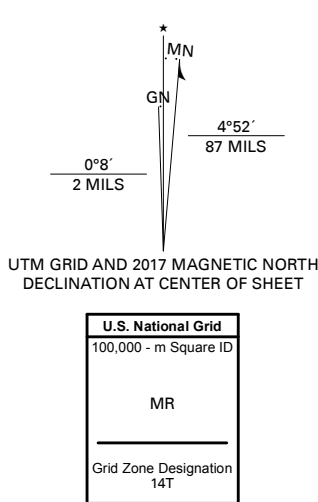 ★
MN
GN
4°52´
87 MILS
0°8´
2 MILS
UTM GRID AND 2017 MAGNETIC NORTH
DECLINATION AT CENTER OF SHEET
U.S. National Grid
100,000 - m Square ID
MR
Grid Zone Designation
14T